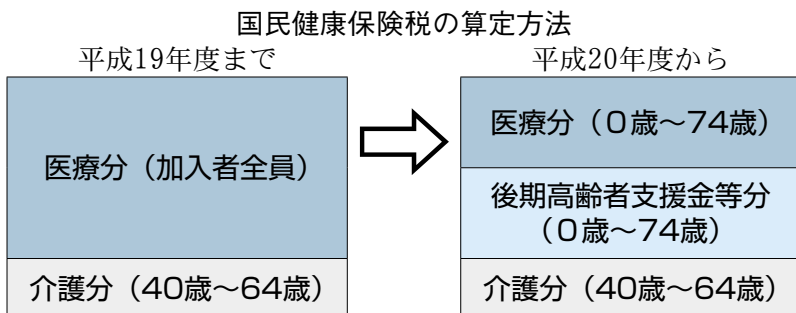 国民健康保険税の算定方法
平成19年度まで
平成20年度から
医療分（加入者全員）
介護分（40歳～64歳）
医療分（0歳～74歳）
後期高齢者支援金等分
（0歳～74歳）
介護分（40歳～64歳）